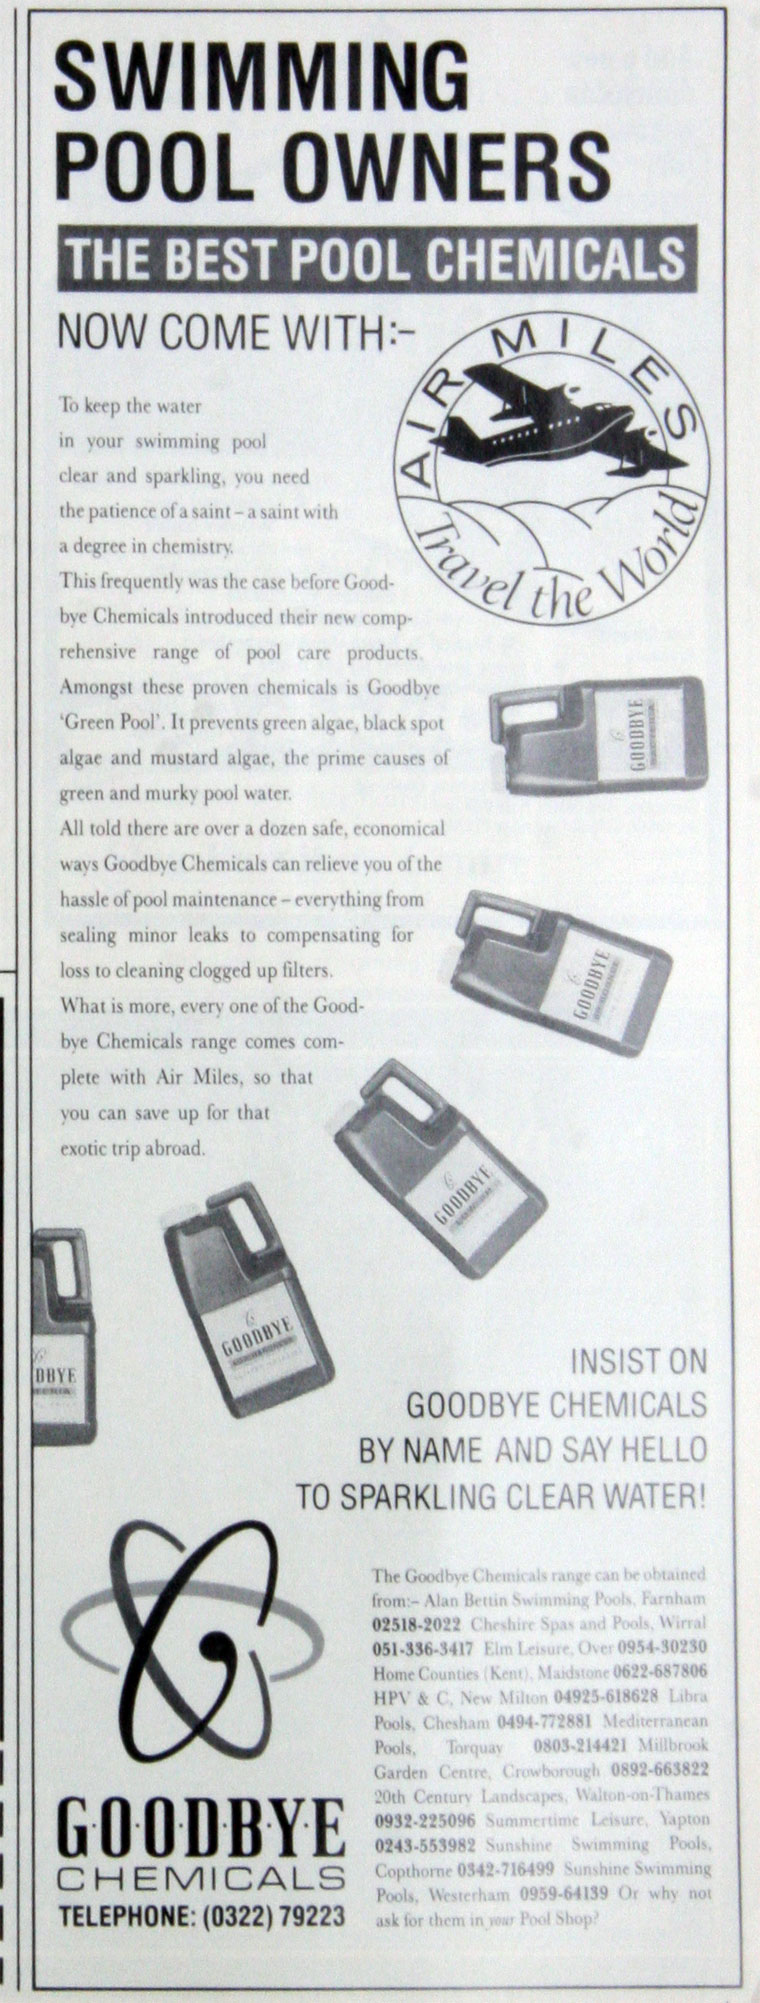 SWIMMING
POOL OWNERS
THE BEST POOL CHEMICALS
NOW COME WITH:-
AIR MILES
Travel the World
To keep the water
in your swimming pool
clear and sparkling, you need
the patience of a saint – a saint with
a degree in chemistry.
This frequently was the case before Good-
bye Chemicals introduced their new comp-
rehensive range of pool care products.
Amongst these proven chemicals is Goodbye
'Green Pool'. It prevents green algae, black spot
algae and mustard algae, the prime causes of
green and murky pool water.
All told there are over a dozen safe, economical
ways Goodbye Chemicals can relieve you of the
hassle of pool maintenance – everything from
sealing minor leaks to compensating for
loss to cleaning clogged up filters.
What is more, every one of the Good-
bye Chemicals range comes com-
plete with Air Miles, so that
you can save up for that
exotic trip abroad.
GOODBYE
GOODBYE
GOODBYE
GOODBYE
DBYE
INSIST ON
GOODBYE CHEMICALS
BY NAME AND SAY HELLO
TO SPARKLING CLEAR WATER!
G·O·O·D·B·Y·E
CHEMICALS
TELEPHONE: (0322) 79223
The Goodbye Chemicals range can be obtained
from:– Alan Bettin Swimming Pools, Farnham
02518-2022 Cheshire Spas and Pools, Wirral
051-336-3417 Elm Leisure, Over 0954-30230
Home Counties (Kent), Maidstone 0622-687806
HPV & C, New Milton 04925-618628 Libra
Pools, Chesham 0494-772881 Mediterranean
Pools, Torquay 0803-214421 Millbrook
Garden Centre, Crowborough 0892-663822
20th Century Landscapes, Walton-on-Thames
0932-225096 Summertime Leisure, Yapton
0243-553982 Sunshine Swimming Pools,
Copthorne 0342-716499 Sunshine Swimming
Pools, Westerham 0959-64139 Or why not
ask for them in your Pool Shop?